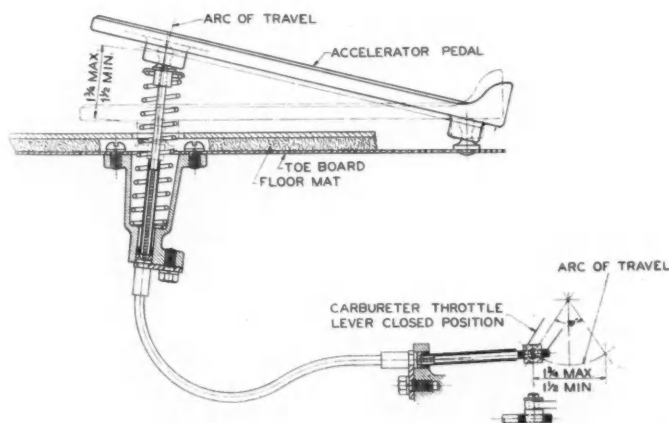 ARC OF TRAVEL
ACCELERATOR PEDAL
1¾ MAX
1½ MIN.
TOE BOARD
FLOOR MAT
ARC OF TRAVEL
CARBURETER THROTTLE
LEVER CLOSED POSITION
1¾ MAX
1½ MIN